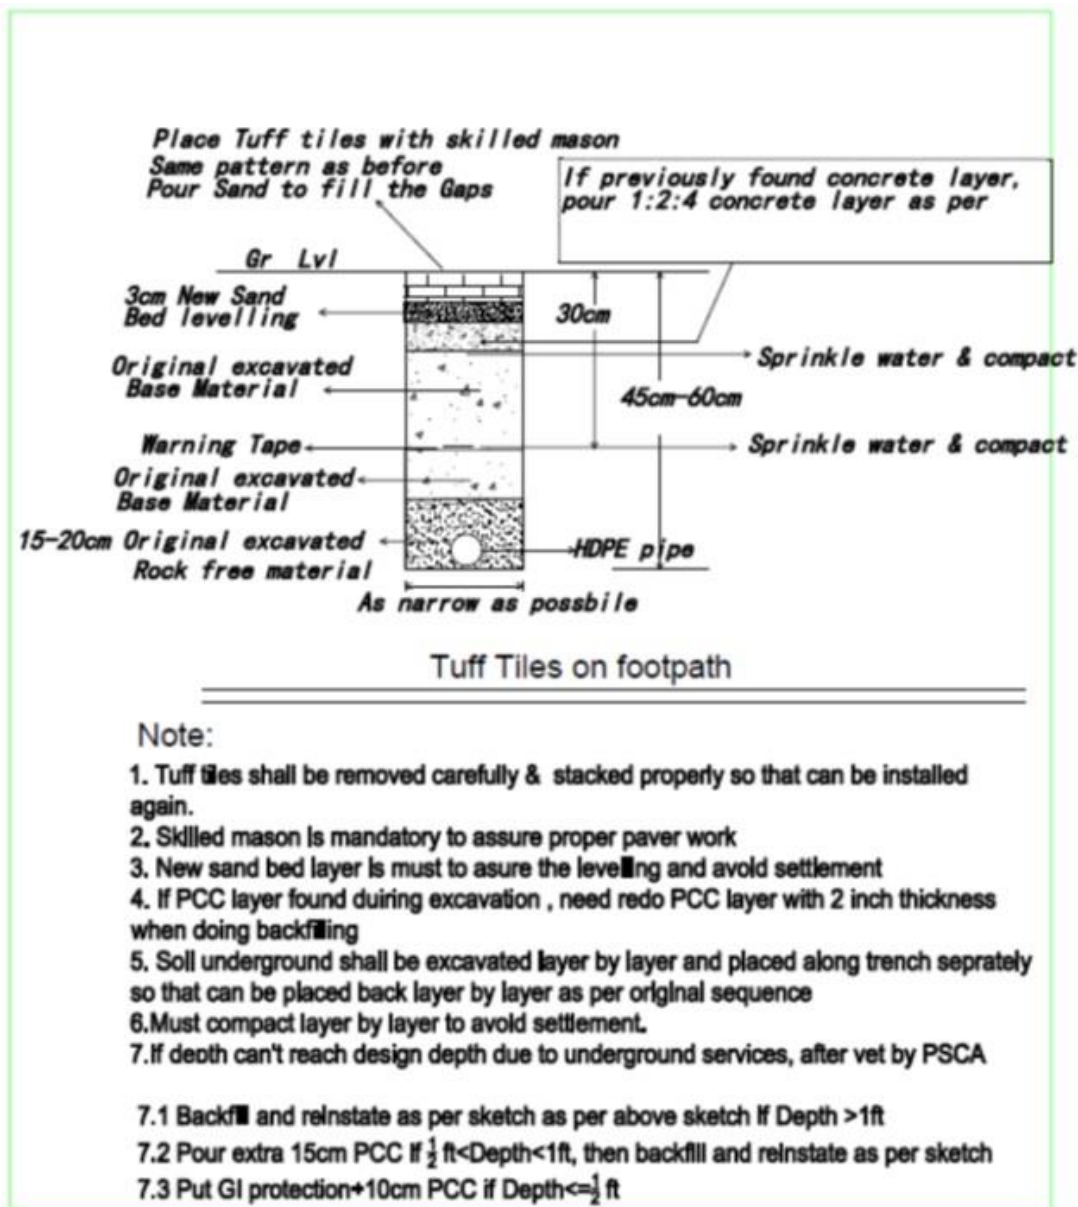 Place Tuff tiles with skilled mason
Same pattern as before
Pour Sand to fill the Gaps
If previously found concrete layer,
pour 1:2:4 concrete layer as per
Gr Lvl
3cm New Sand
Bed levelling
30cm
Sprinkle water & compact
Original excavated
Base Material
45cm-60cm
Warning Tape
Sprinkle water & compact
Original excavated
Base Material
15-20cm Original excavated
Rock free material
HDPE pipe
As narrow as possbile
Tuff Tiles on footpath
Note:
1. Tuff tiles shall be removed carefully & stacked properly so that can be installed
again.
2. Skilled mason is mandatory to assure proper paver work
3. New sand bed layer is must to asure the leveling and avoid settlement
4. If PCC layer found duiring excavation , need redo PCC layer with 2 inch thickness
when doing backfilling
5. Soil underground shall be excavated layer by layer and placed along trench seprately
so that can be placed back layer by layer as per original sequence
6.Must compact layer by layer to avoid settlement.
7.If depth can't reach design depth due to underground services, after vet by PSCA
7.1 Backfill and reinstate as per sketch as per above sketch if Depth >1ft
7.2 Pour extra 15cm PCC if ½ ft<Depth<1ft, then backfill and reinstate as per sketch
7.3 Put GI protection+10cm PCC if Depth<=½ ft